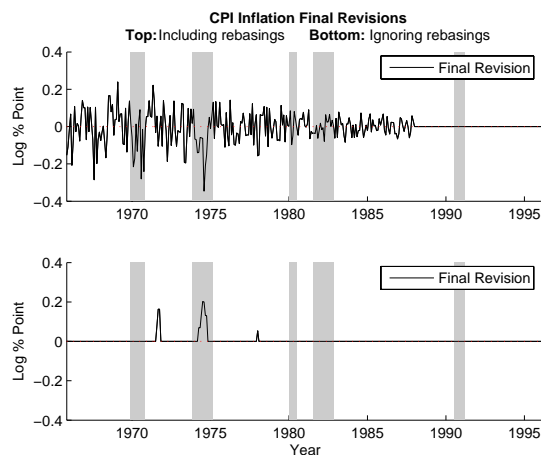 CPI Inflation Final Revisions
Top: Including rebasings Bottom: Ignoring rebasings
Final Revision
Log % Point
0.4
0.2
0
−0.2
−0.4
1970 1975 1980 1985 1990 1995
Final Revision
Log % Point
0.4
0.2
0
−0.2
−0.4
1970 1975 1980 1985 1990 1995
Year